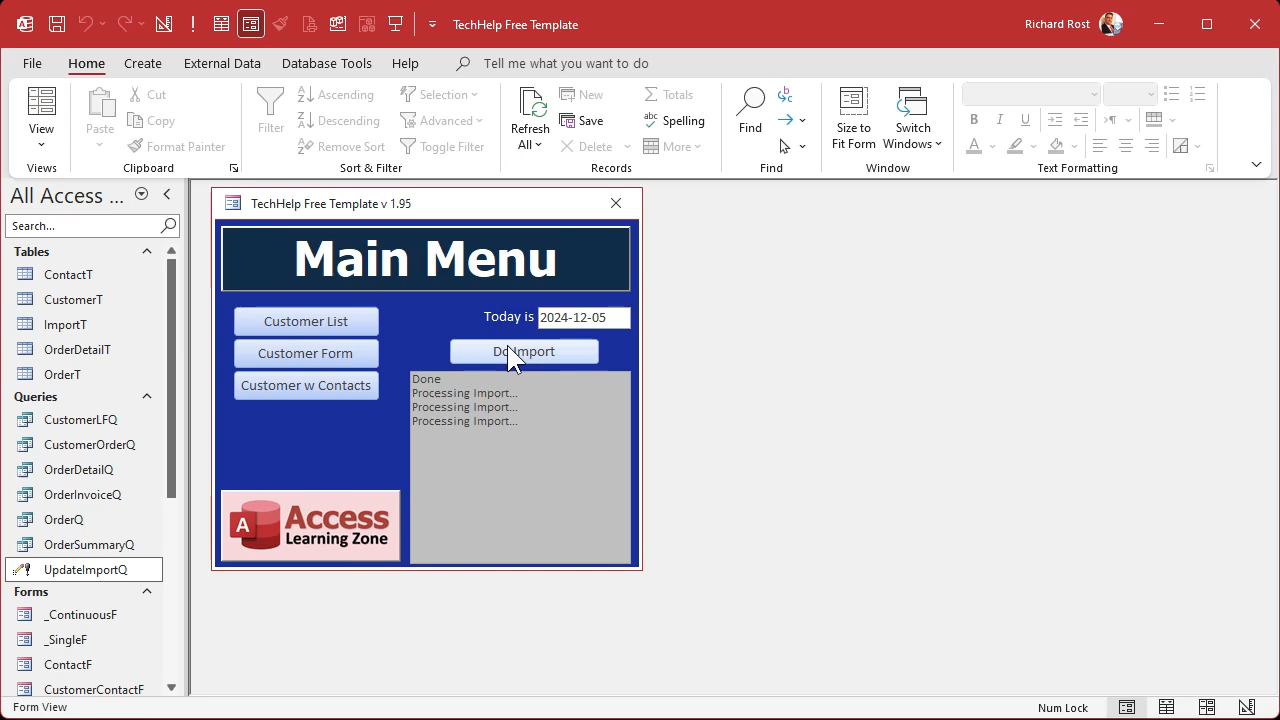 TechHelp Free Template
Richard Rost
File
Home
Create
External Data
Database Tools
Help
Tell me what you want to do
View
Views
Paste
Cut
Copy
Format Painter
Clipboard
Filter
Ascending
Descending
Remove Sort
Selection
Advanced
Toggle Filter
Sort & Filter
Refresh
All
New
Save
Delete
Totals
Spelling
More
Records
Find
Find
Size to
Fit Form
Switch
Windows
Window
B I U
Text Formatting
All Access ...
Search...
Tables
ContactT
CustomerT
ImportT
OrderDetailT
OrderT
Queries
CustomerLFQ
CustomerOrderQ
OrderDetailQ
OrderInvoiceQ
OrderQ
OrderSummaryQ
UpdateImportQ
Forms
_ContinuousF
_SingleF
ContactF
CustomerContactF
TechHelp Free Template v 1.95
Main Menu
Customer List
Customer Form
Customer w Contacts
Today is 2024-12-05
Do Import
Done
Processing Import...
Processing Import...
Processing Import...
A Access
Learning Zone
Form View
Num Lock